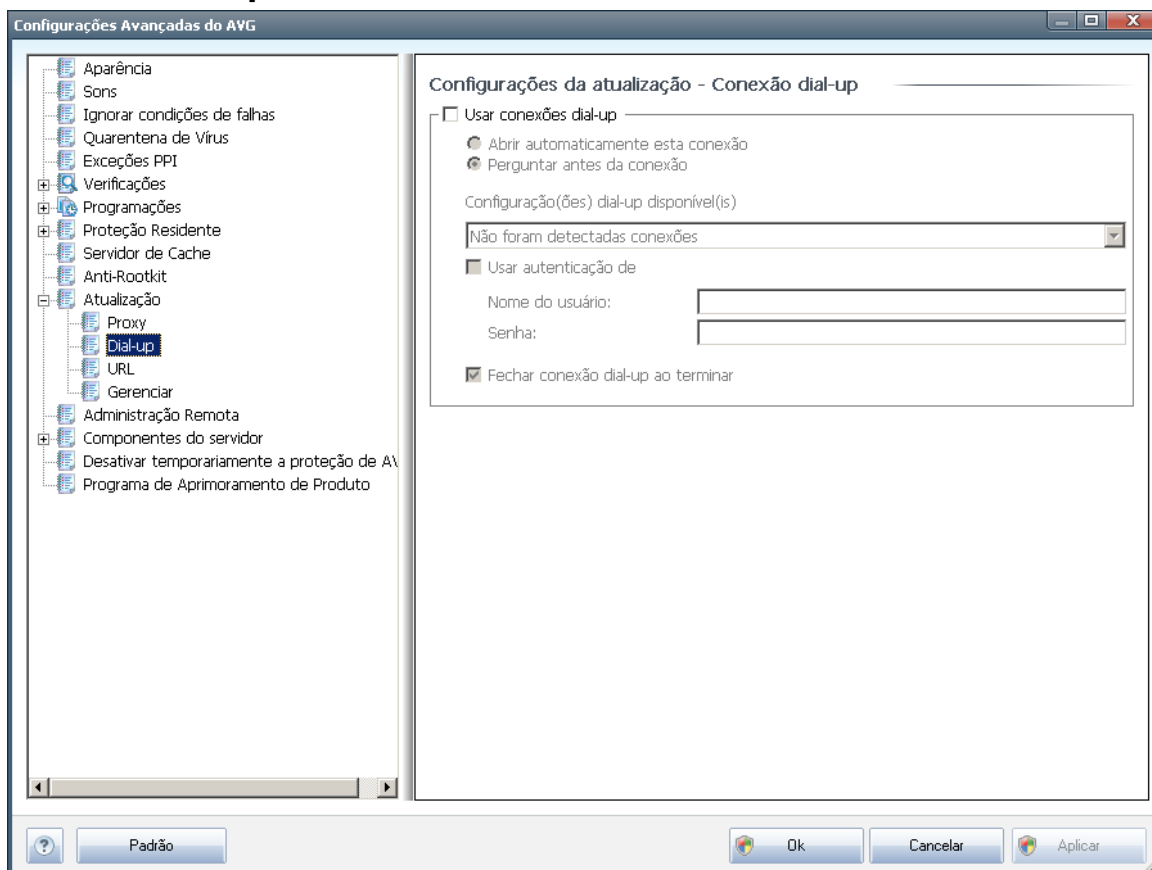 Configurações Avançadas do AVG
Aparência
Sons
Ignorar condições de falhas
Quarentena de Vírus
Exceções PPI
Verificações
Programações
Proteção Residente
Servidor de Cache
Anti-Rootkit
Atualização
Proxy
Dial-up
URL
Gerenciar
Administração Remota
Componentes do servidor
Desativar temporariamente a proteção de
Programa de Aprimoramento de Produto
Configurações da atualização - Conexão dial-up
Usar conexões dial-up
Abrir automaticamente esta conexão
Perguntar antes da conexão
Configuração(ões) dial-up disponível(is)
Não foram detectadas conexões
Usar autenticação de
Nome do usuário:
Senha:
Fechar conexão dial-up ao terminar
?
Padrão
Ok
Cancelar
Aplicar